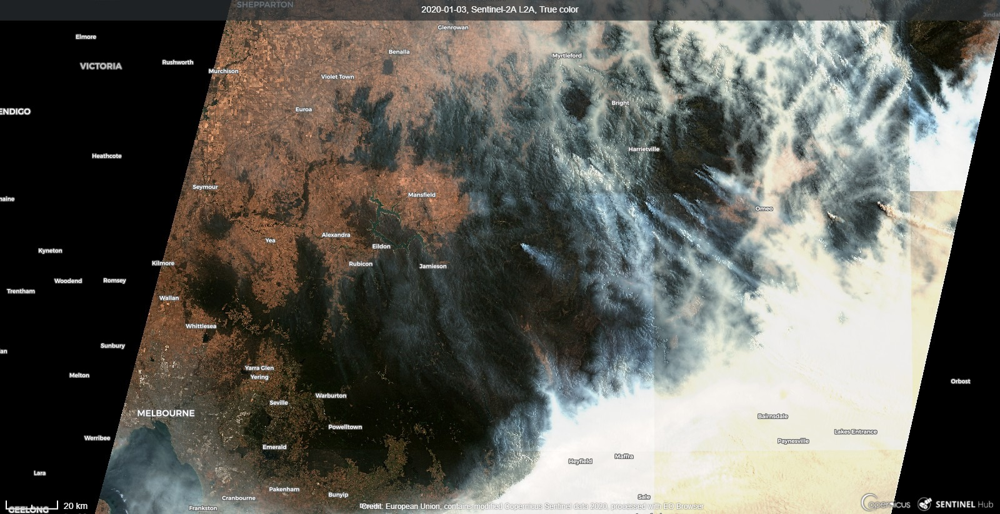 SHEPPARTON
2020-01-03, Sentinel-2A L2A, True color
Glenrowan
Elmore
Benalla
Myrtleford
Rushworth
VICTORIA
Murchison
Violet Town
Bright
Euroa
ENDIGO
Harrietville
Heathcote
Seymour
Mansfield
naine
Omeo
Alexandra
Yea
Eildon
Kyneton
Kilmore
Rubicon
Jamieson
Woodend
Romsey
Trentham
Wallan
Whittlesea
Sunbury
an
Yarra Glen
Melton
Yering
Orbost
Warburton
Seville
MELBOURNE
Bairnsdale
Powelltown
Lakes Entrance
Werribee
Paynesville
Emerald
Maffra
Heyfield
Lara
Pakenham
Bunyip
Cranbourne
Sale
20 km
Credit: European Union, contains modified Copernicus Sentinel data 2020, processed with EO Browser
opernicus
SENTINEL Hub
Frankston
GEELONG